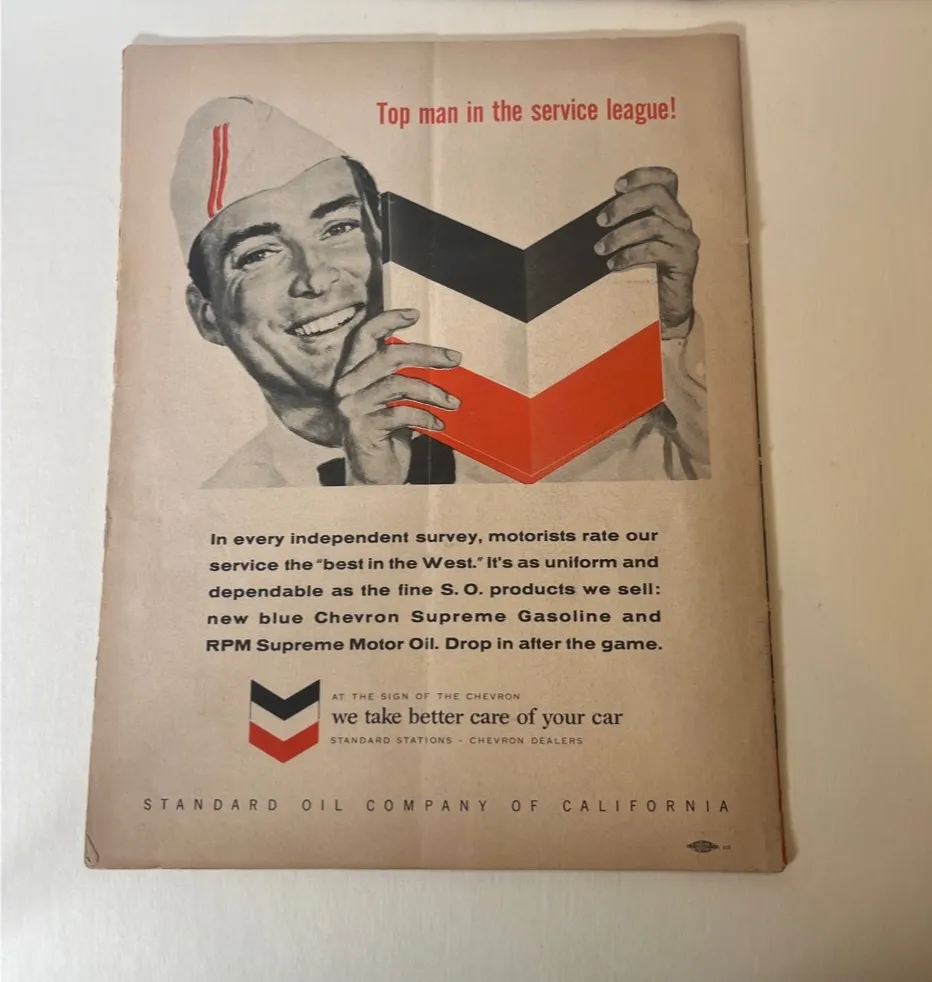 Top man in the service league!
In every independent survey, motorists rate our
service the "best in the West." It's as uniform and
dependable as the fine S. O. products we sell:
new blue Chevron Supreme Gasoline and
RPM Supreme Motor Oil. Drop in after the game.
AT THE SIGN OF THE CHEVRON
we take better care of your car
STANDARD STATIONS - CHEVRON DEALERS
STANDARD OIL COMPANY OF CALIFORNIA